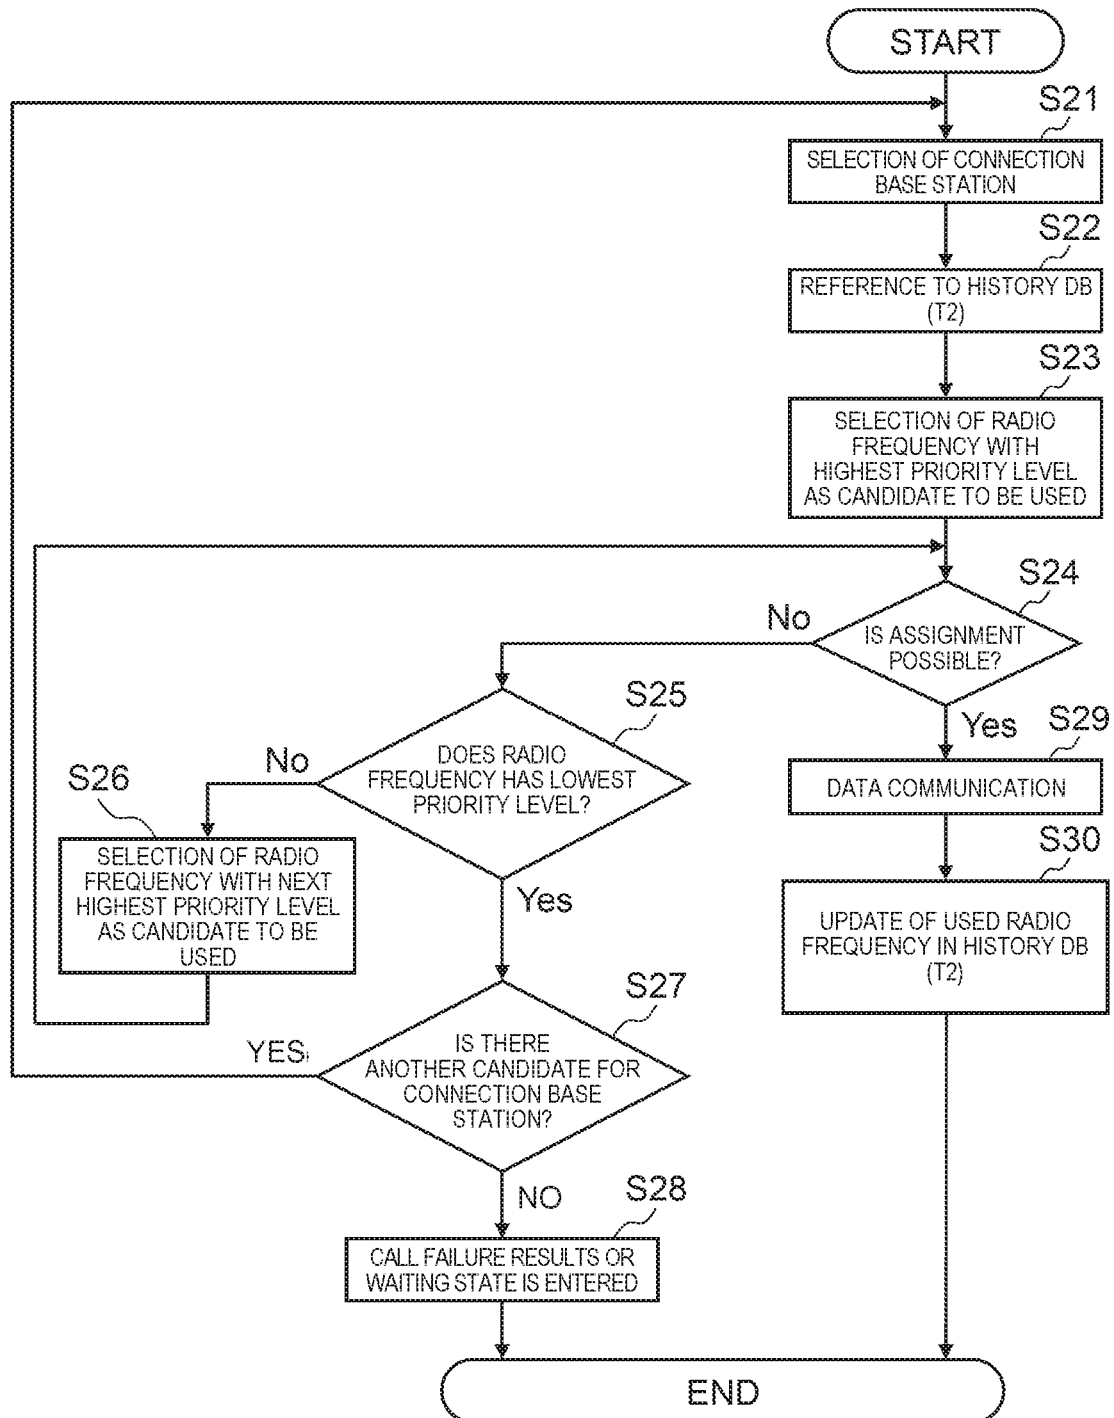 START
S21
SELECTION OF CONNECTION
BASE STATION
S22
REFERENCE TO HISTORY DB
(T2)
S23
SELECTION OF RADIO
FREQUENCY WITH
HIGHEST PRIORITY LEVEL
AS CANDIDATE TO BE USED
S24
No
IS ASSIGNMENT
POSSIBLE?
Yes
S25
No
DOES RADIO
FREQUENCY HAS LOWEST
PRIORITY LEVEL?
Yes
S26
SELECTION OF RADIO
FREQUENCY WITH NEXT
HIGHEST PRIORITY LEVEL
AS CANDIDATE TO BE
USED
S27
YES
IS THERE
ANOTHER CANDIDATE FOR
CONNECTION BASE
STATION?
NO
S28
CALL FAILURE RESULTS OR
WAITING STATE IS ENTERED
S29
DATA COMMUNICATION
S30
UPDATE OF USED RADIO
FREQUENCY IN HISTORY DB
(T2)
END